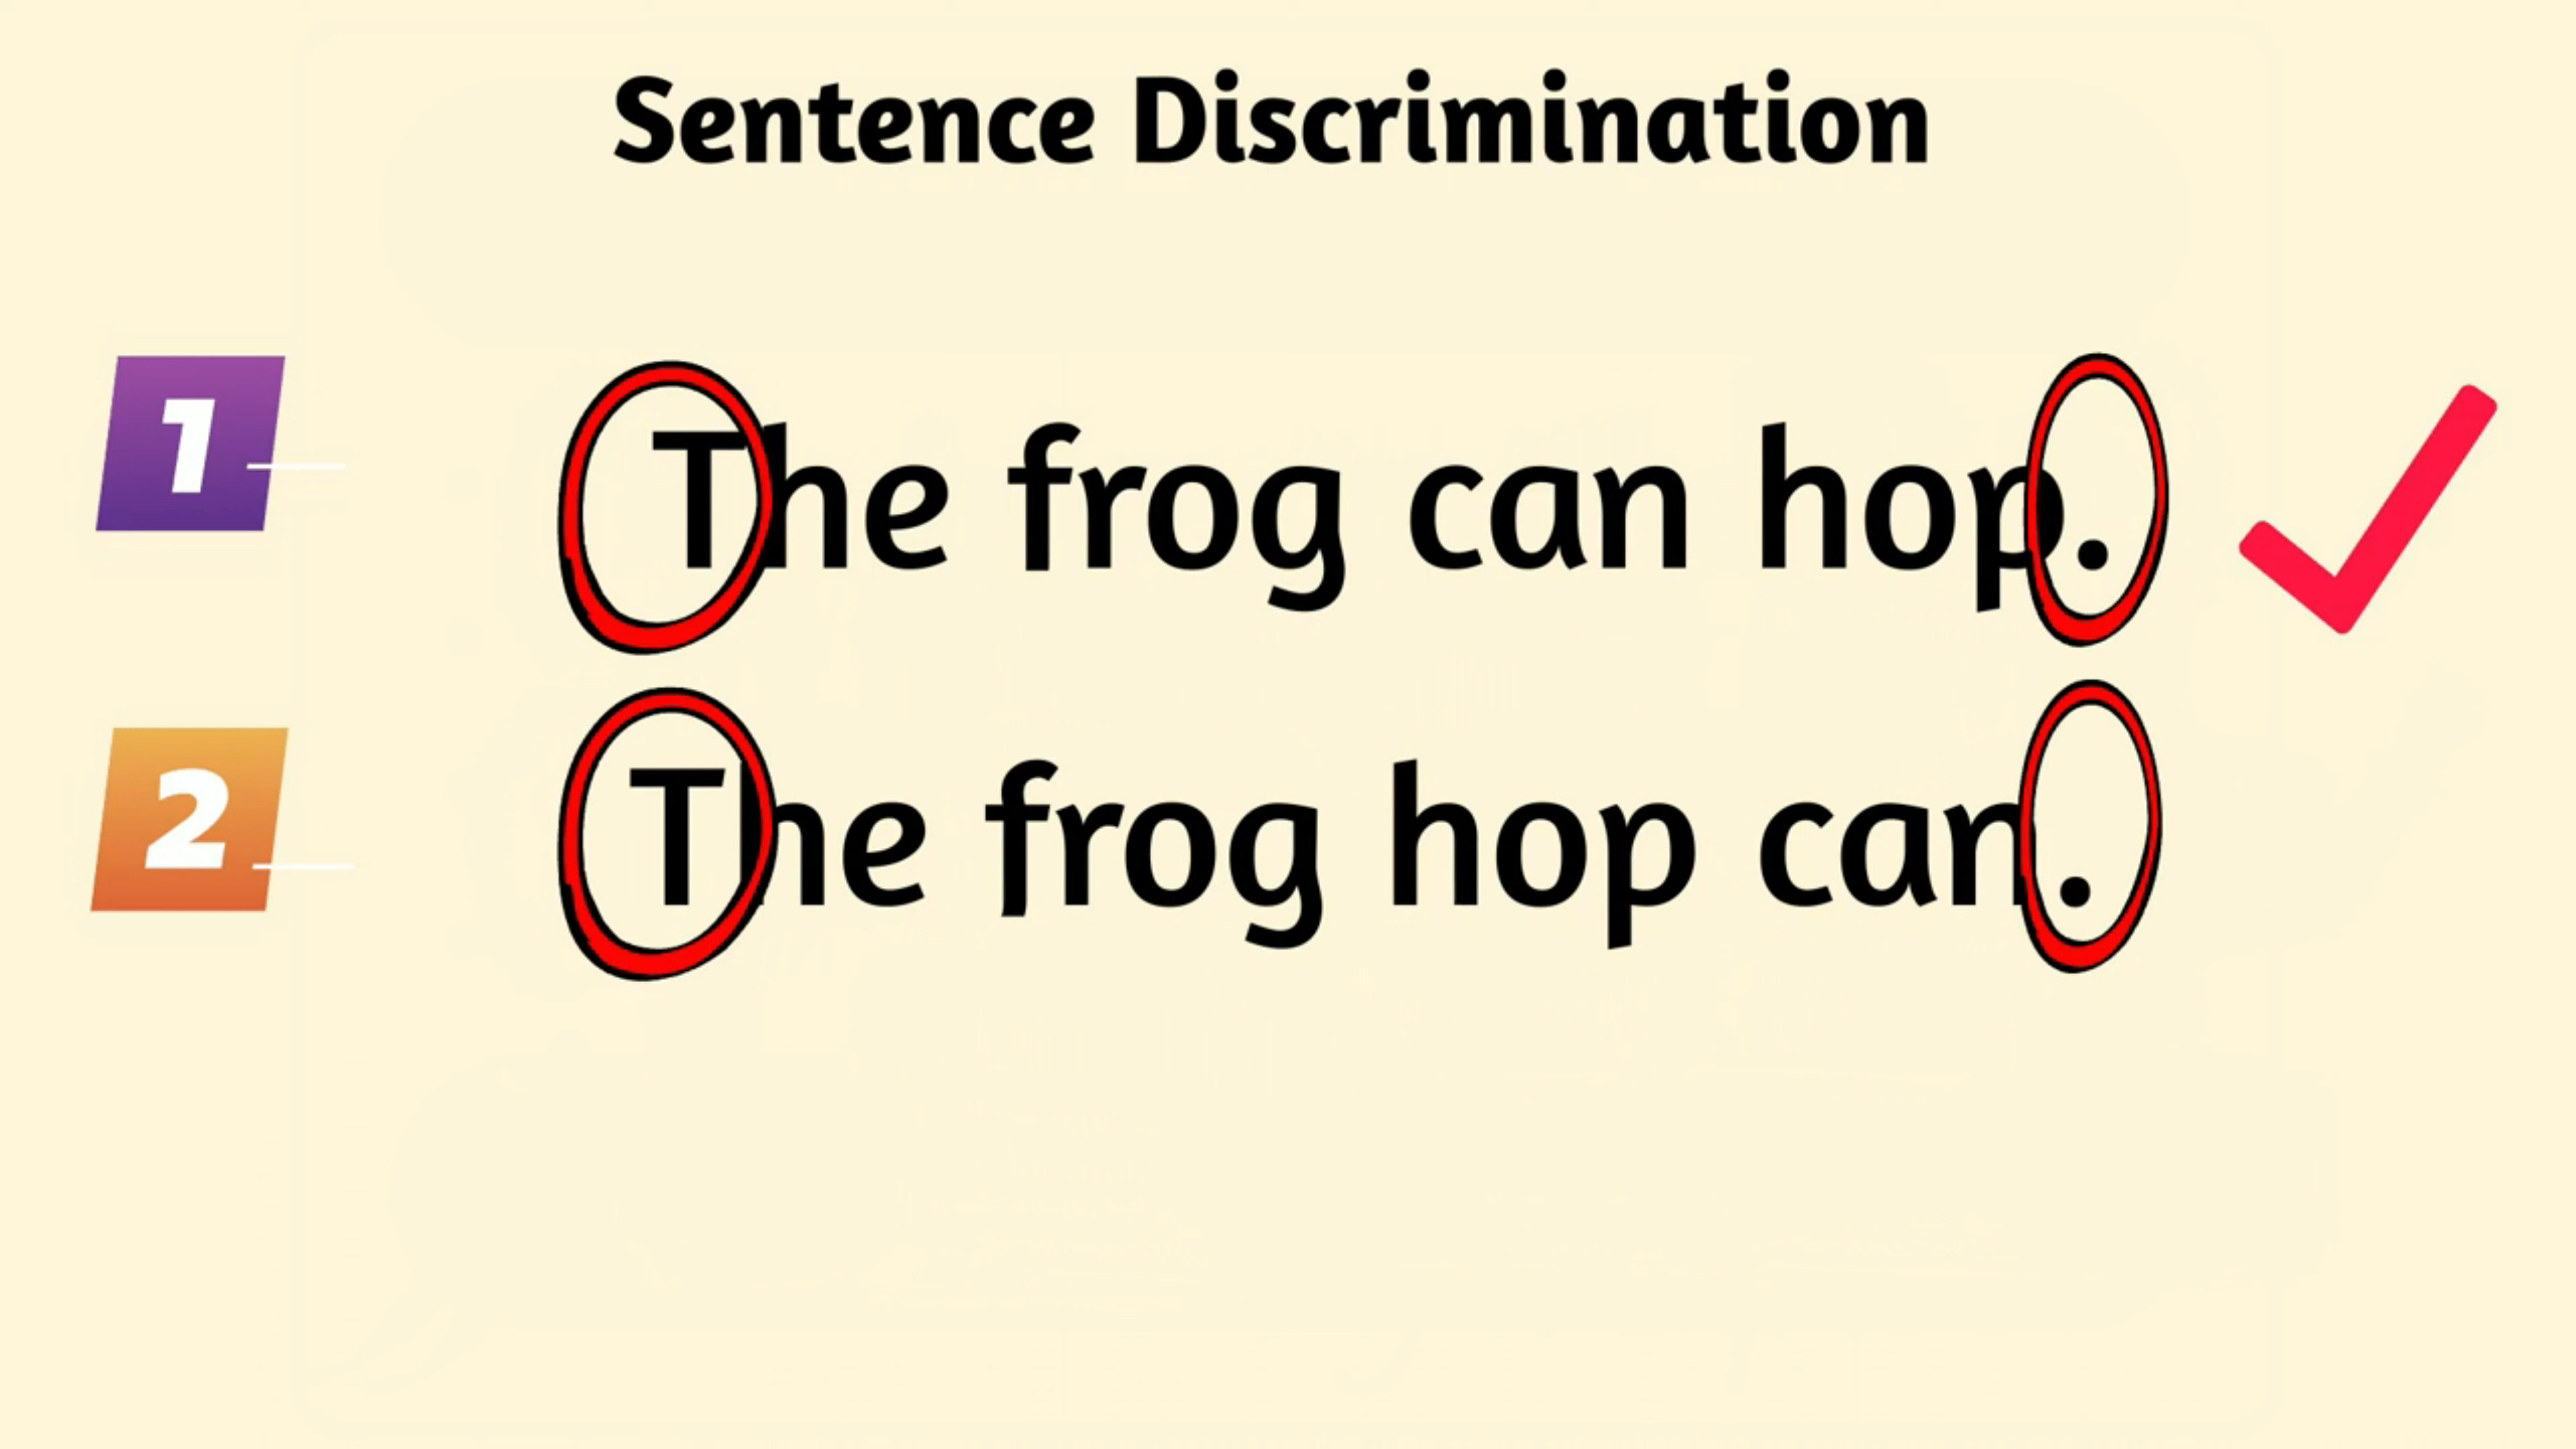 Sentence Discrimination
1 The frog can hop.
2 The frog hop can.